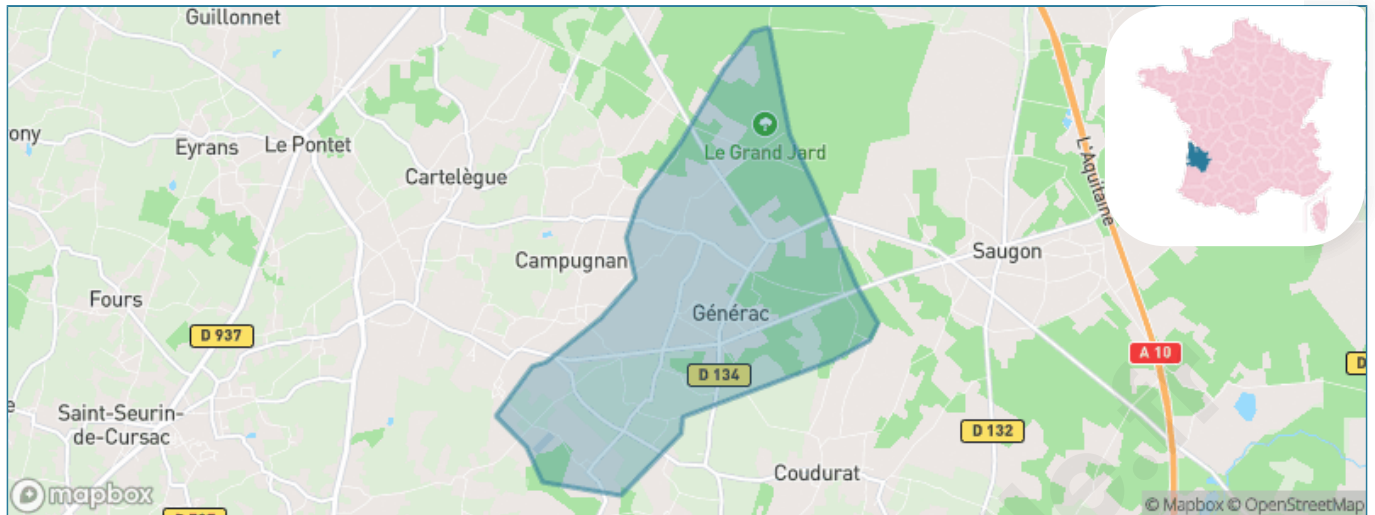 Guillonnet
ony
Eyrans
Le Pontet
Le Grand Jard
Cartelègue
L'Aquitaine
Campugnan
Saugon
Fours
Générac
D 937
A 10
D 134
Saint-Seurin-
de-Cursac
D 132
Coudurat
mapbox
© Mapbox © OpenStreetMap